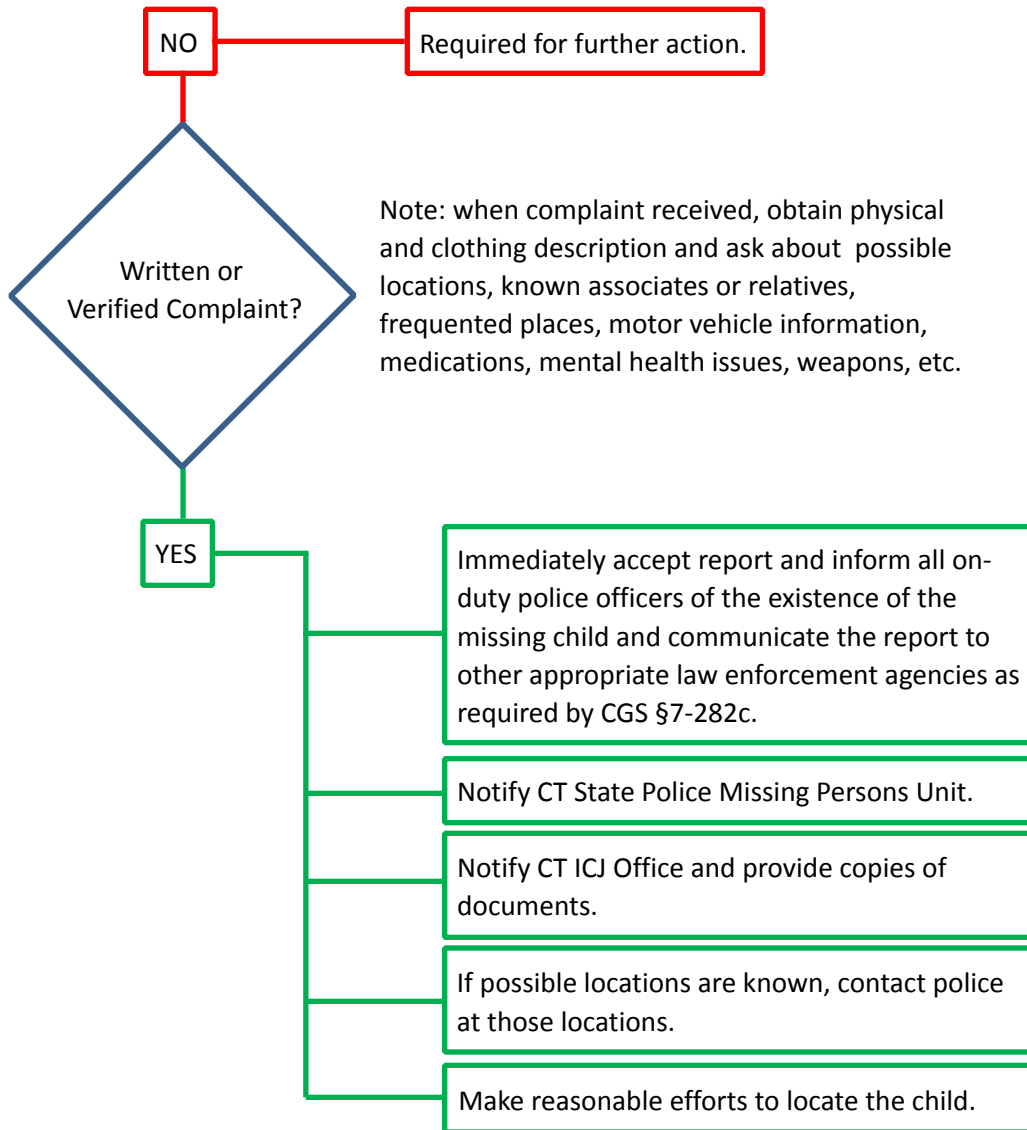 NO
Required for further action.
Note: when complaint received, obtain physical
and clothing description and ask about possible
locations, known associates or relatives,
frequented places, motor vehicle information,
medications, mental health issues, weapons, etc.
Written or
Verified Complaint?
YES
Immediately accept report and inform all on-
duty police officers of the existence of the
missing child and communicate the report to
other appropriate law enforcement agencies as
required by CGS §7-282c.
Notify CT State Police Missing Persons Unit.
Notify CT ICJ Office and provide copies of
documents.
If possible locations are known, contact police
at those locations.
Make reasonable efforts to locate the child.